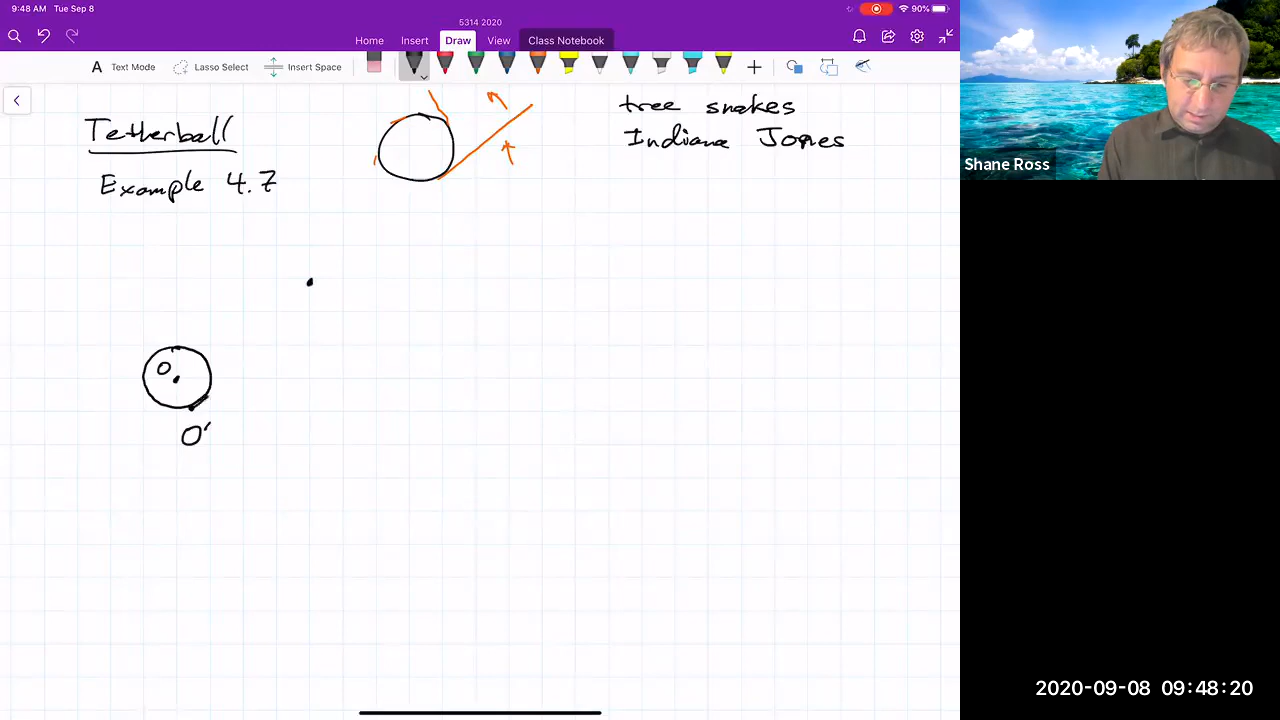 9:48 AM Tue Sep 8
90%
5314 2020
Home Insert Draw View Class Notebook
A Text Mode Lasso Select Insert Space
Tetherball
Example 4.7
tree snakes
Indiana Jones
O
O'
Shane Ross
2020-09-08 09:48:20